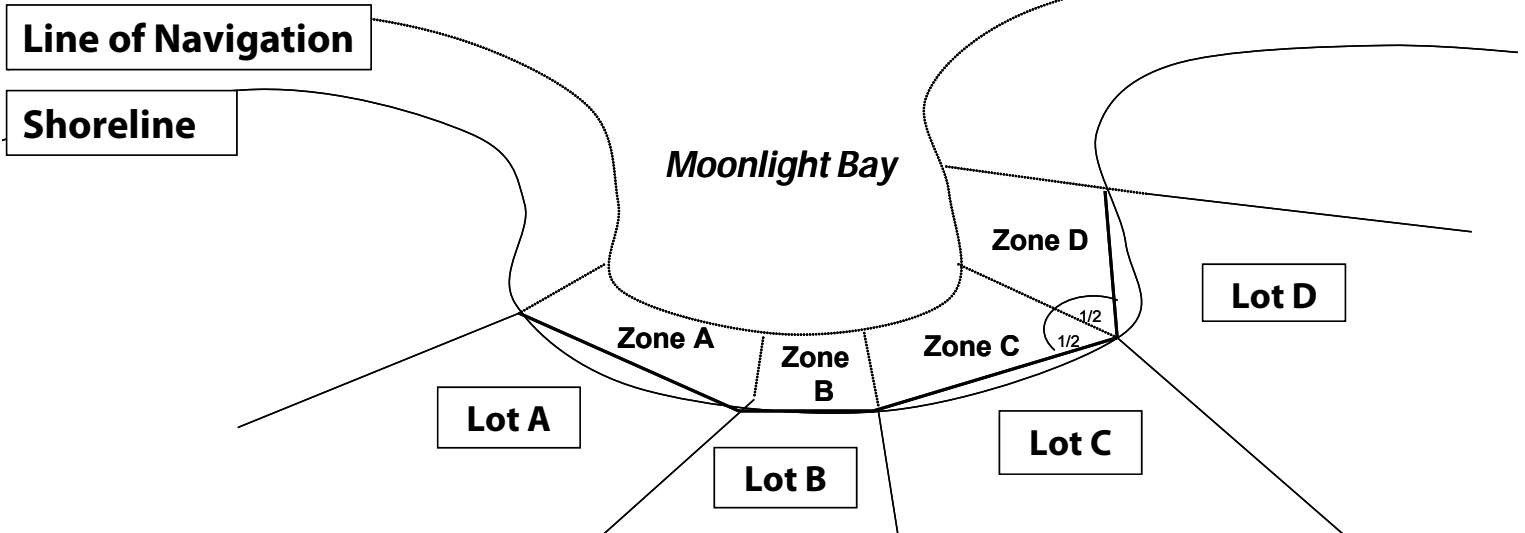 Line of Navigation
Shoreline
Moonlight Bay
Zone D
Lot D
1/2
1/2
Zone A
Zone
B
Zone C
Lot A
Lot B
Lot C